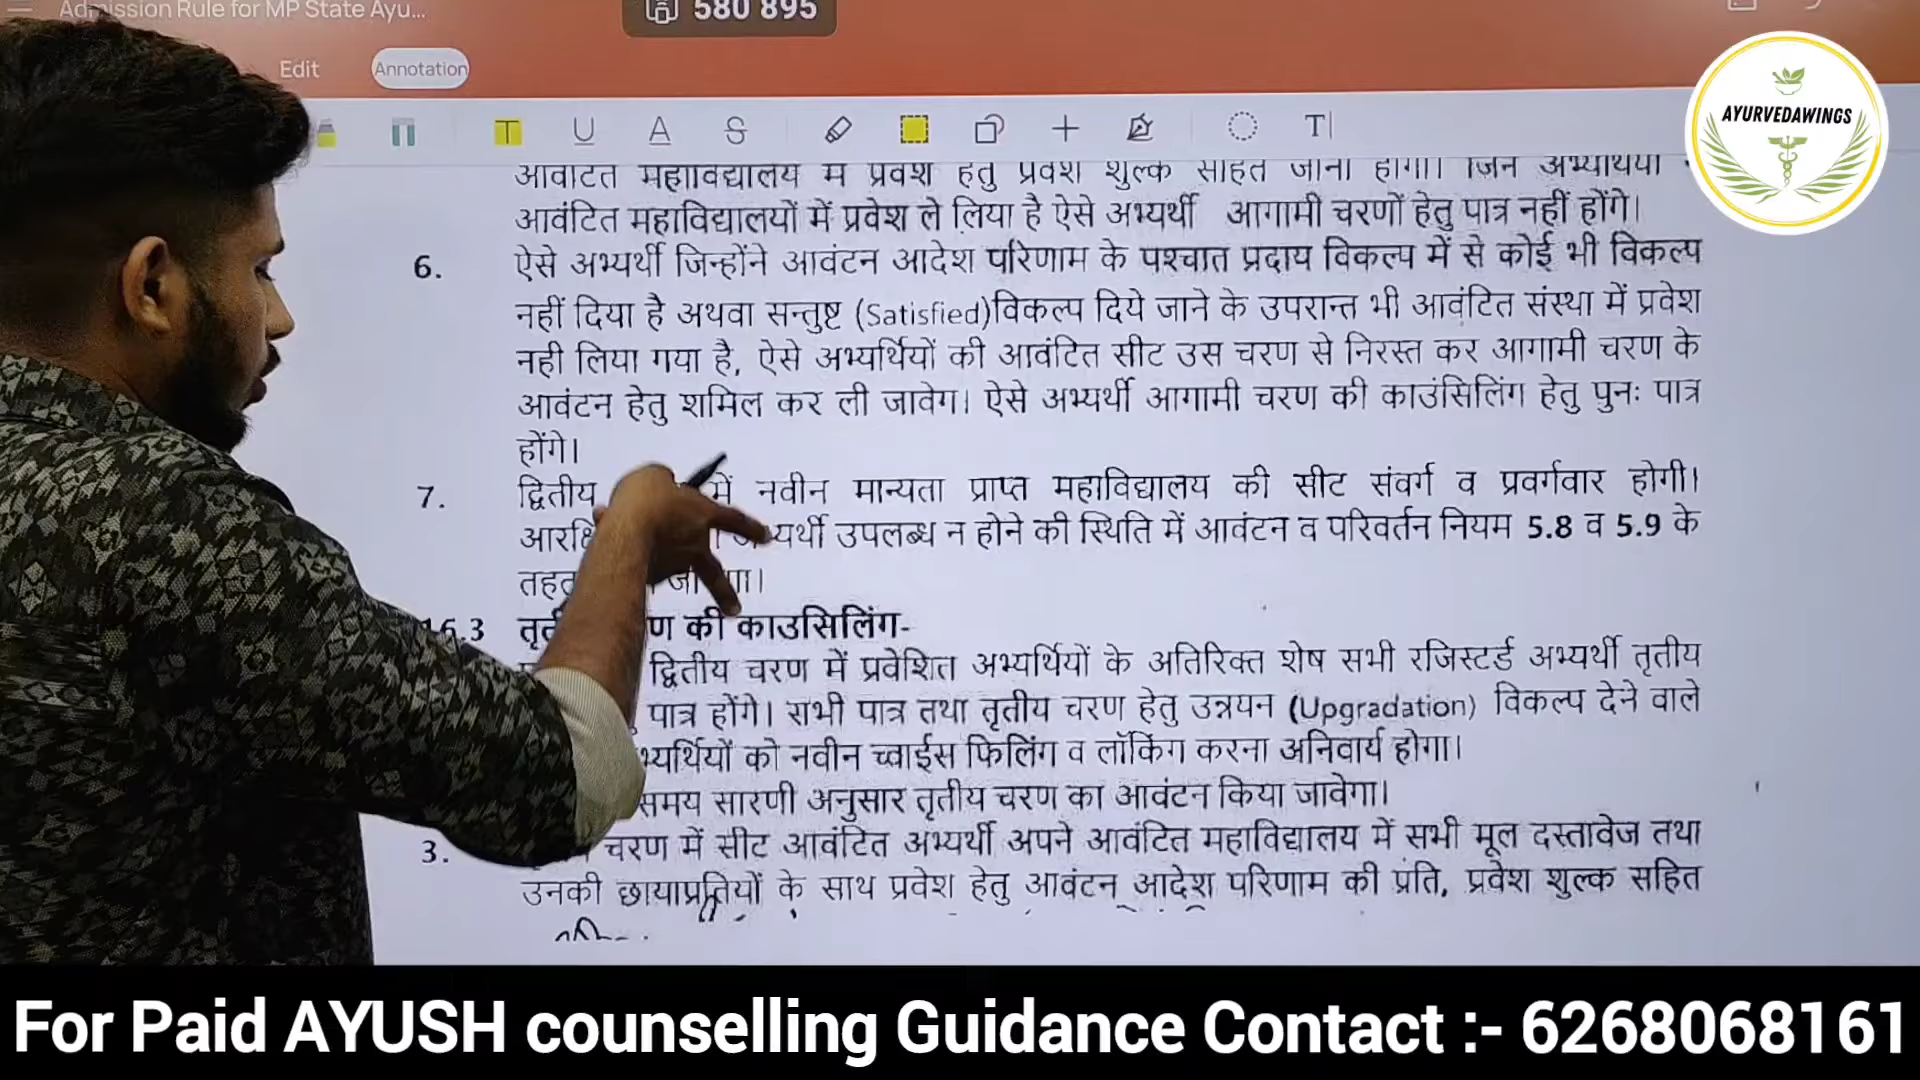 Admission Rule for MP State Ayu...
580 895
Edit
Annotation
T U A S T|
AYURVEDAWINGS
आवंटित महाविद्यालय में प्रवेश हेतु प्रवेश शुल्क सहित जाना होगा। जिन अभ्यर्थियों
आवंटित महाविद्यालयों में प्रवेश ले लिया है ऐसे अभ्यर्थी आगामी चरणों हेतु पात्र नहीं होंगे।
6. ऐसे अभ्यर्थी जिन्होंने आवंटन आदेश परिणाम के पश्चात प्रदाय विकल्प में से कोई भी विकल्प
नहीं दिया है अथवा सन्तुष्ट (Satisfied)विकल्प दिये जाने के उपरान्त भी आवंटित संस्था में प्रवेश
नही लिया गया है, ऐसे अभ्यर्थियों की आवंटित सीट उस चरण से निरस्त कर आगामी चरण के
आवंटन हेतु शमिल कर ली जावेग। ऐसे अभ्यर्थी आगामी चरण की काउंसिलिंग हेतु पुनः पात्र
होंगे।
7. द्वितीय में नवीन मान्यता प्राप्त महाविद्यालय की सीट संवर्ग व प्रवर्गवार होगी।
उपलब्ध न होने की स्थिति में आवंटन व परिवर्तन नियम 5.8 व 5.9 के
16.3 की काउसिलिंग-
द्वितीय चरण में प्रवेशित अभ्यर्थियों के अतिरिक्त शेष सभी रजिस्टर्ड अभ्यर्थी तृतीय
पात्र होंगे। सभी पात्र तथा तृतीय चरण हेतु उन्नयन (Upgradation) विकल्प देने वाले
को नवीन च्वाईस फिलिंग व लॉकिंग करना अनिवार्य होगा।
समय सारणी अनुसार तृतीय चरण का आवंटन किया जावेगा।
3. चरण में सीट आवंटित अभ्यर्थी अपने आवंटित महाविद्यालय में सभी मूल दस्तावेज तथा
उनकी छायाप्रतियों के साथ प्रवेश हेतु आवंटन आदेश परिणाम की प्रति, प्रवेश शुल्क सहित
For Paid AYUSH counselling Guidance Contact :- 6268068161